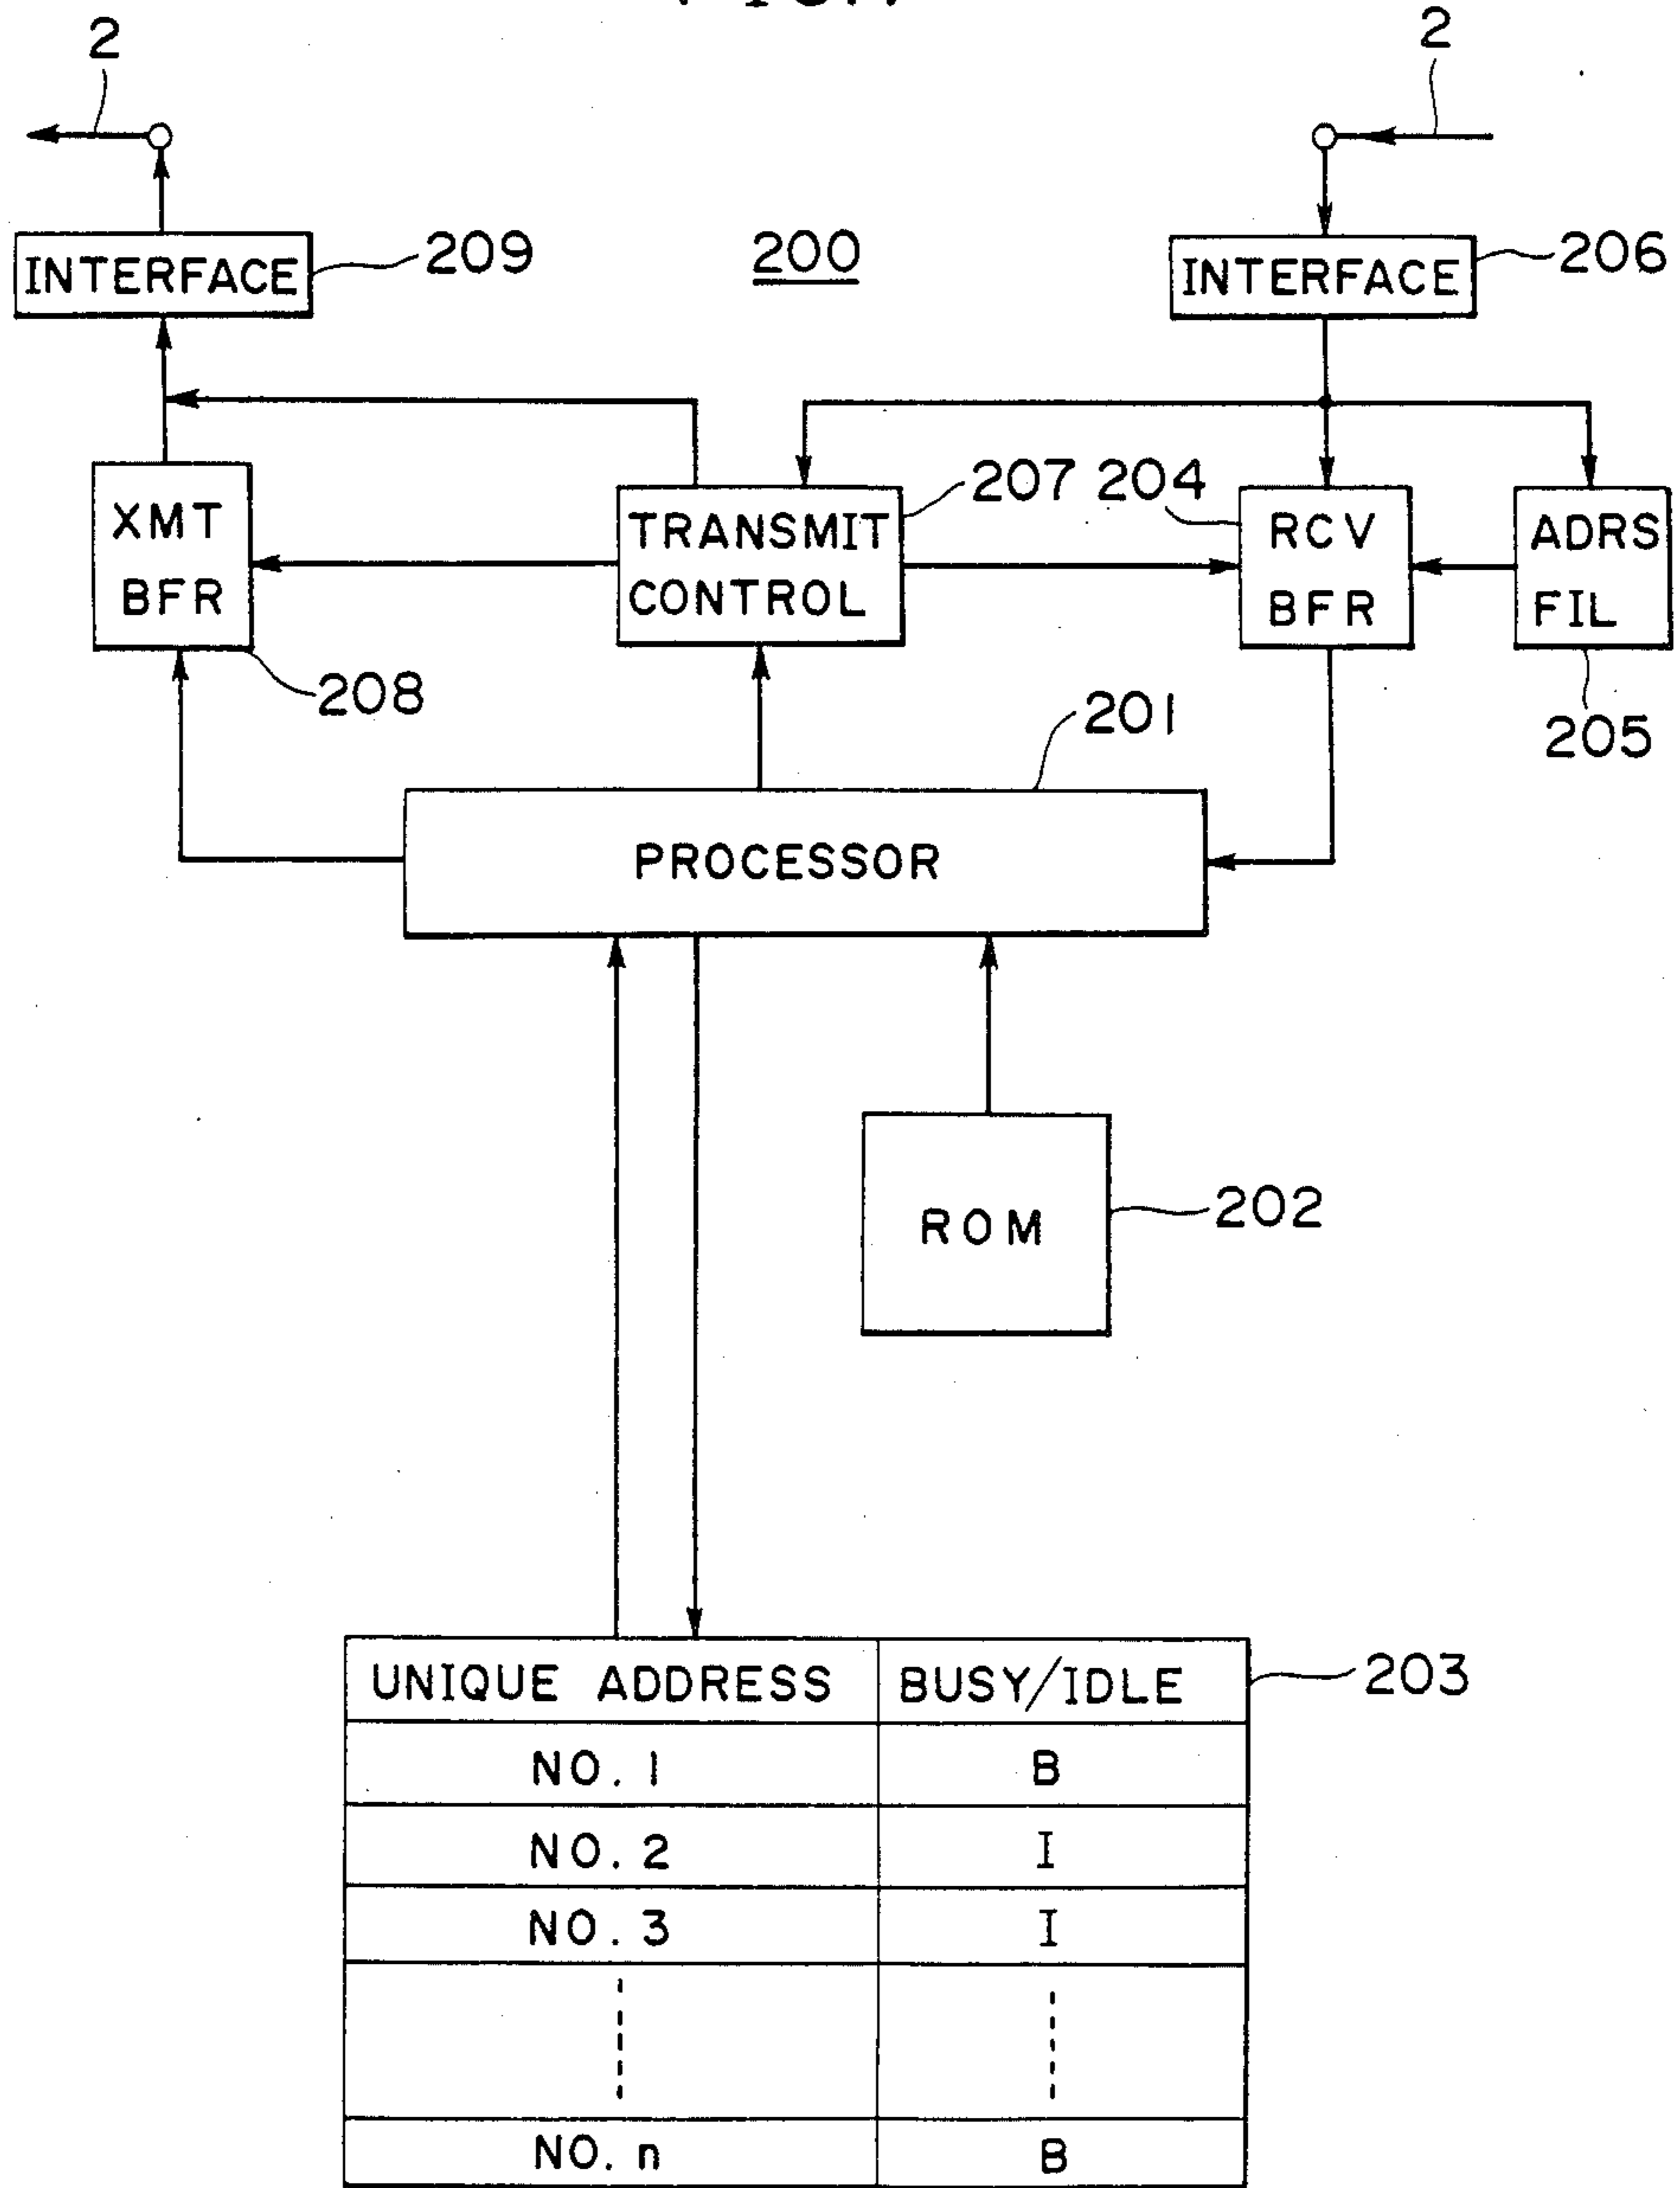 2
2
INTERFACE
209
200
INTERFACE
206
XMT
BFR
208
TRANSMIT
CONTROL
207
204
RCV
BFR
ADRS
FIL
205
201
PROCESSOR
ROM
202
UNIQUE ADDRESS BUSY/IDLE
203
NO. 1 B
NO. 2 I
NO. 3 I
NO. n B